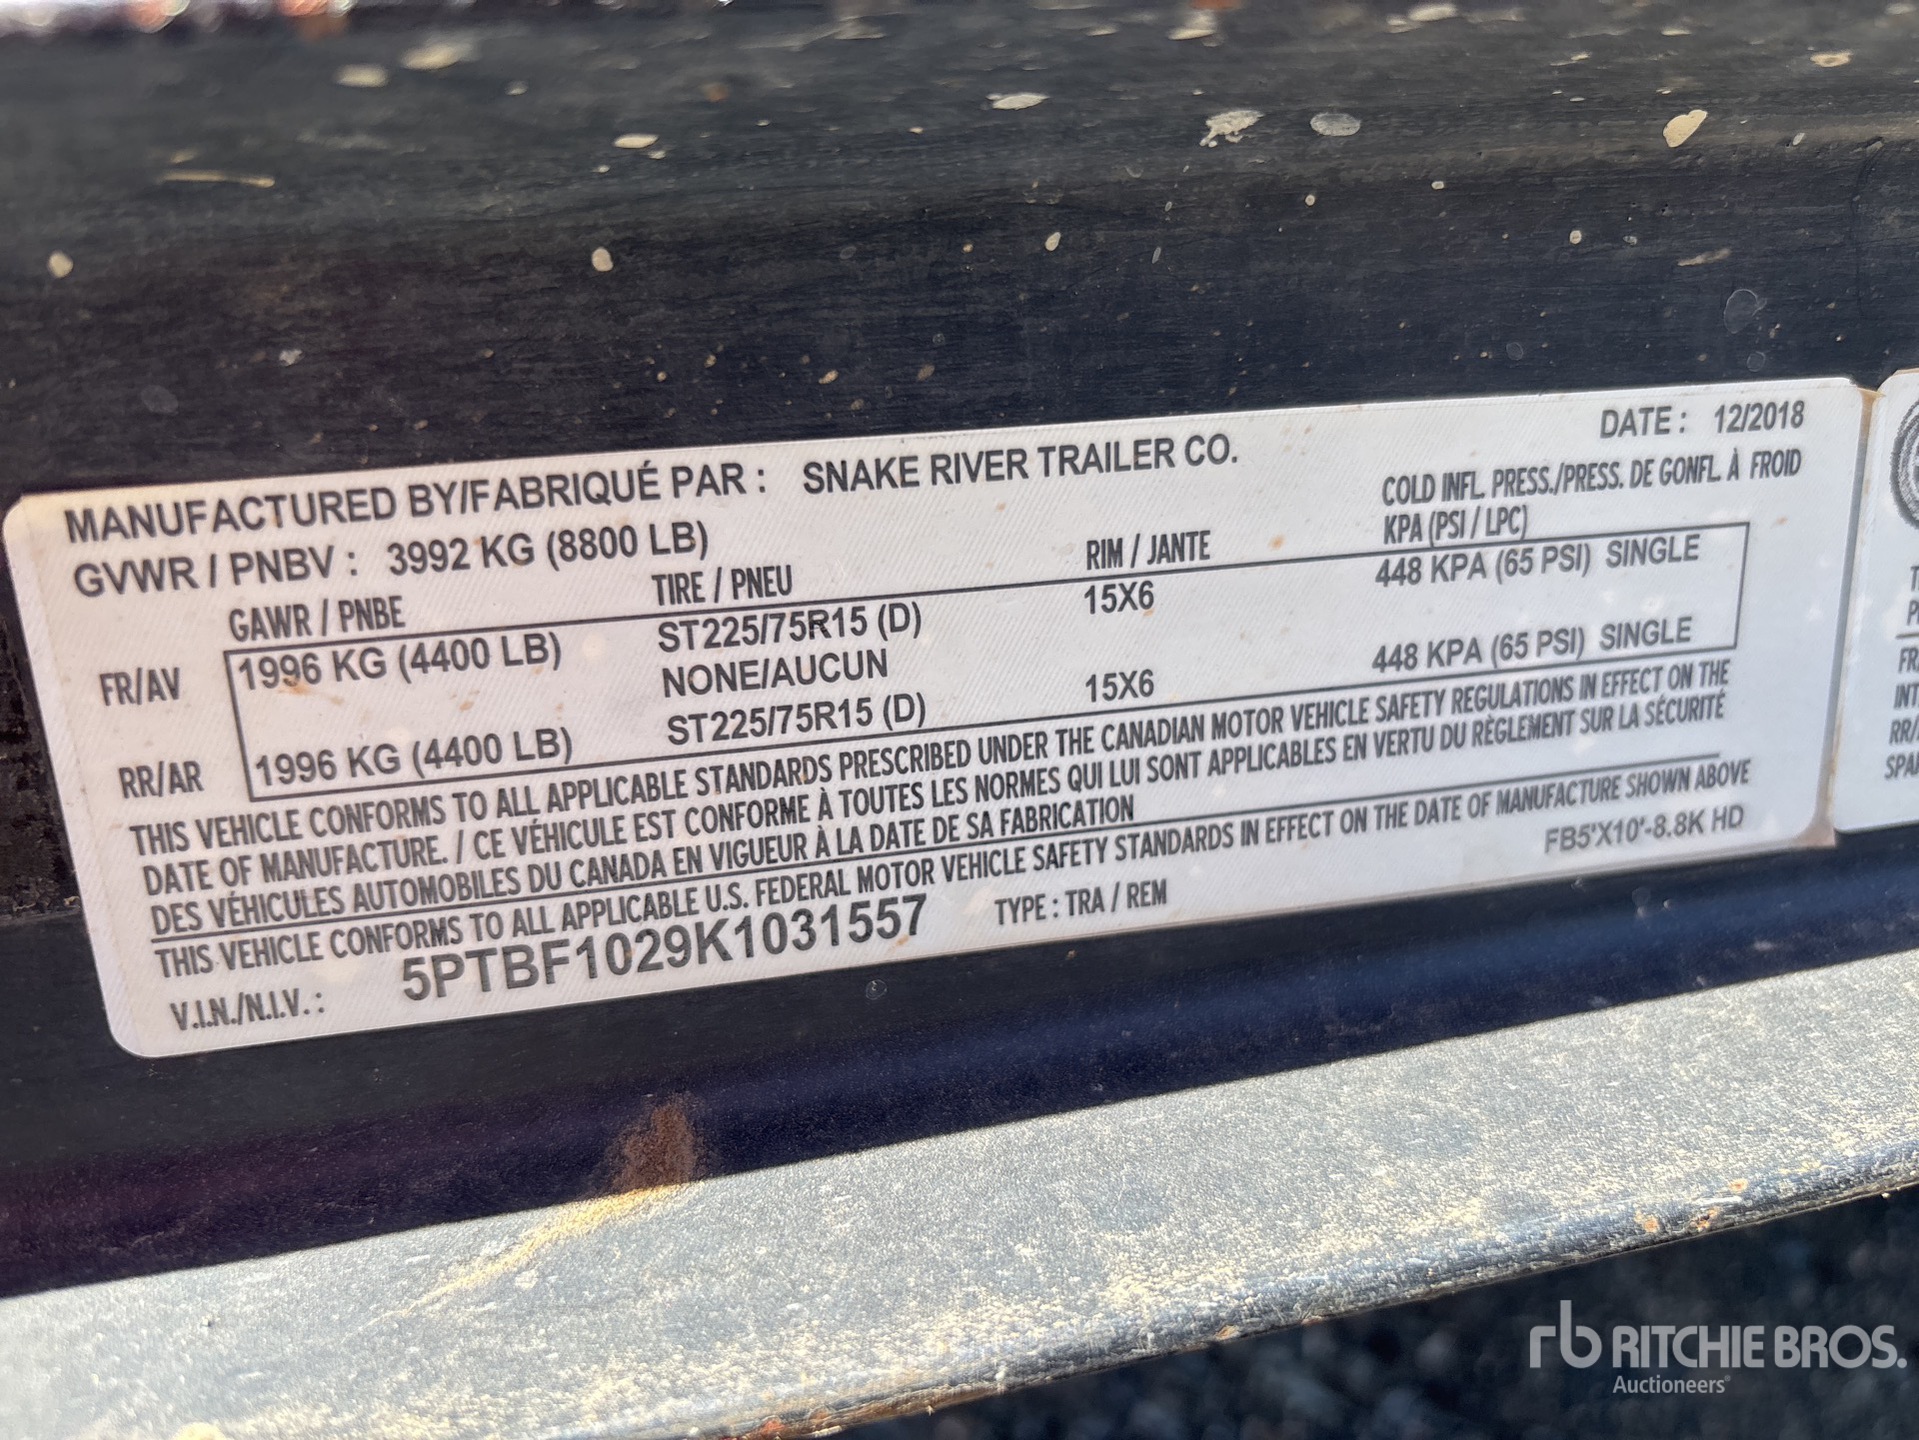 DATE : 12/2018
MANUFACTURED BY/FABRIQUÉ PAR : SNAKE RIVER TRAILER CO.
GVWR / PNBV : 3992 KG (8800 LB)
COLD INFL. PRESS./PRESS. DE GONFL. À FROID
GAWR / PNBE TIRE / PNEU RIM / JANTE KPA (PSI / LPC)
FR/AV 1996 KG (4400 LB) ST225/75R15 (D) 15X6 448 KPA (65 PSI) SINGLE
NONE/AUCUN
RR/AR 1996 KG (4400 LB) ST225/75R15 (D) 15X6 448 KPA (65 PSI) SINGLE
THIS VEHICLE CONFORMS TO ALL APPLICABLE STANDARDS PRESCRIBED UNDER THE CANADIAN MOTOR VEHICLE SAFETY REGULATIONS IN EFFECT ON THE
DATE OF MANUFACTURE. / CE VÉHICULE EST CONFORME À TOUTES LES NORMES QUI LUI SONT APPLICABLES EN VERTU DU RÈGLEMENT SUR LA SÉCURITÉ
DES VÉHICULES AUTOMOBILES DU CANADA EN VIGUEUR À LA DATE DE SA FABRICATION
THIS VEHICLE CONFORMS TO ALL APPLICABLE U.S. FEDERAL MOTOR VEHICLE SAFETY STANDARDS IN EFFECT ON THE DATE OF MANUFACTURE SHOWN ABOVE
V.I.N./N.I.V. : 5PTBF1029K1031557 TYPE : TRA / REM FB5'X10'-8.8K HD
FR
INT
RR/
SPA
rb RITCHIE BROS.
Auctioneers